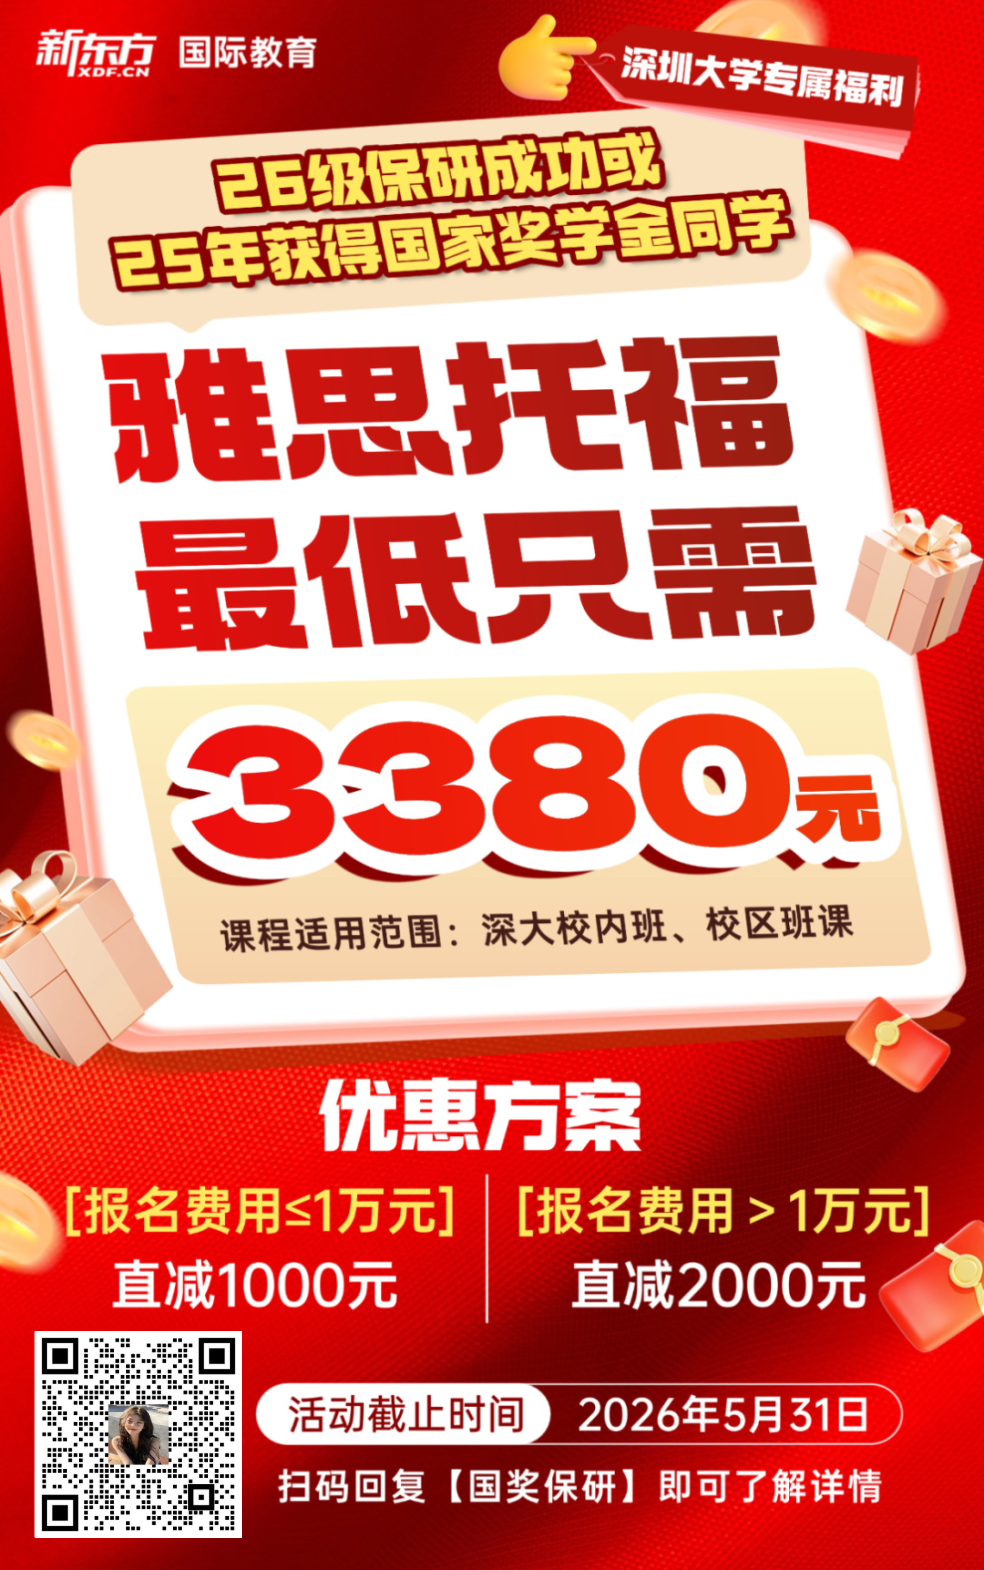 新东方 XDF.CN 国际教育
深圳大学专属福利
26级保研成功或
25年获得国家奖学金同学
雅思托福
最低只需
3380元
课程适用范围：深大校内班、校区班课
优惠方案
[报名费用≤1万元]
直减1000元
[报名费用＞1万元]
直减2000元
活动截止时间 2026年5月31日
扫码回复【国奖保研】即可了解详情